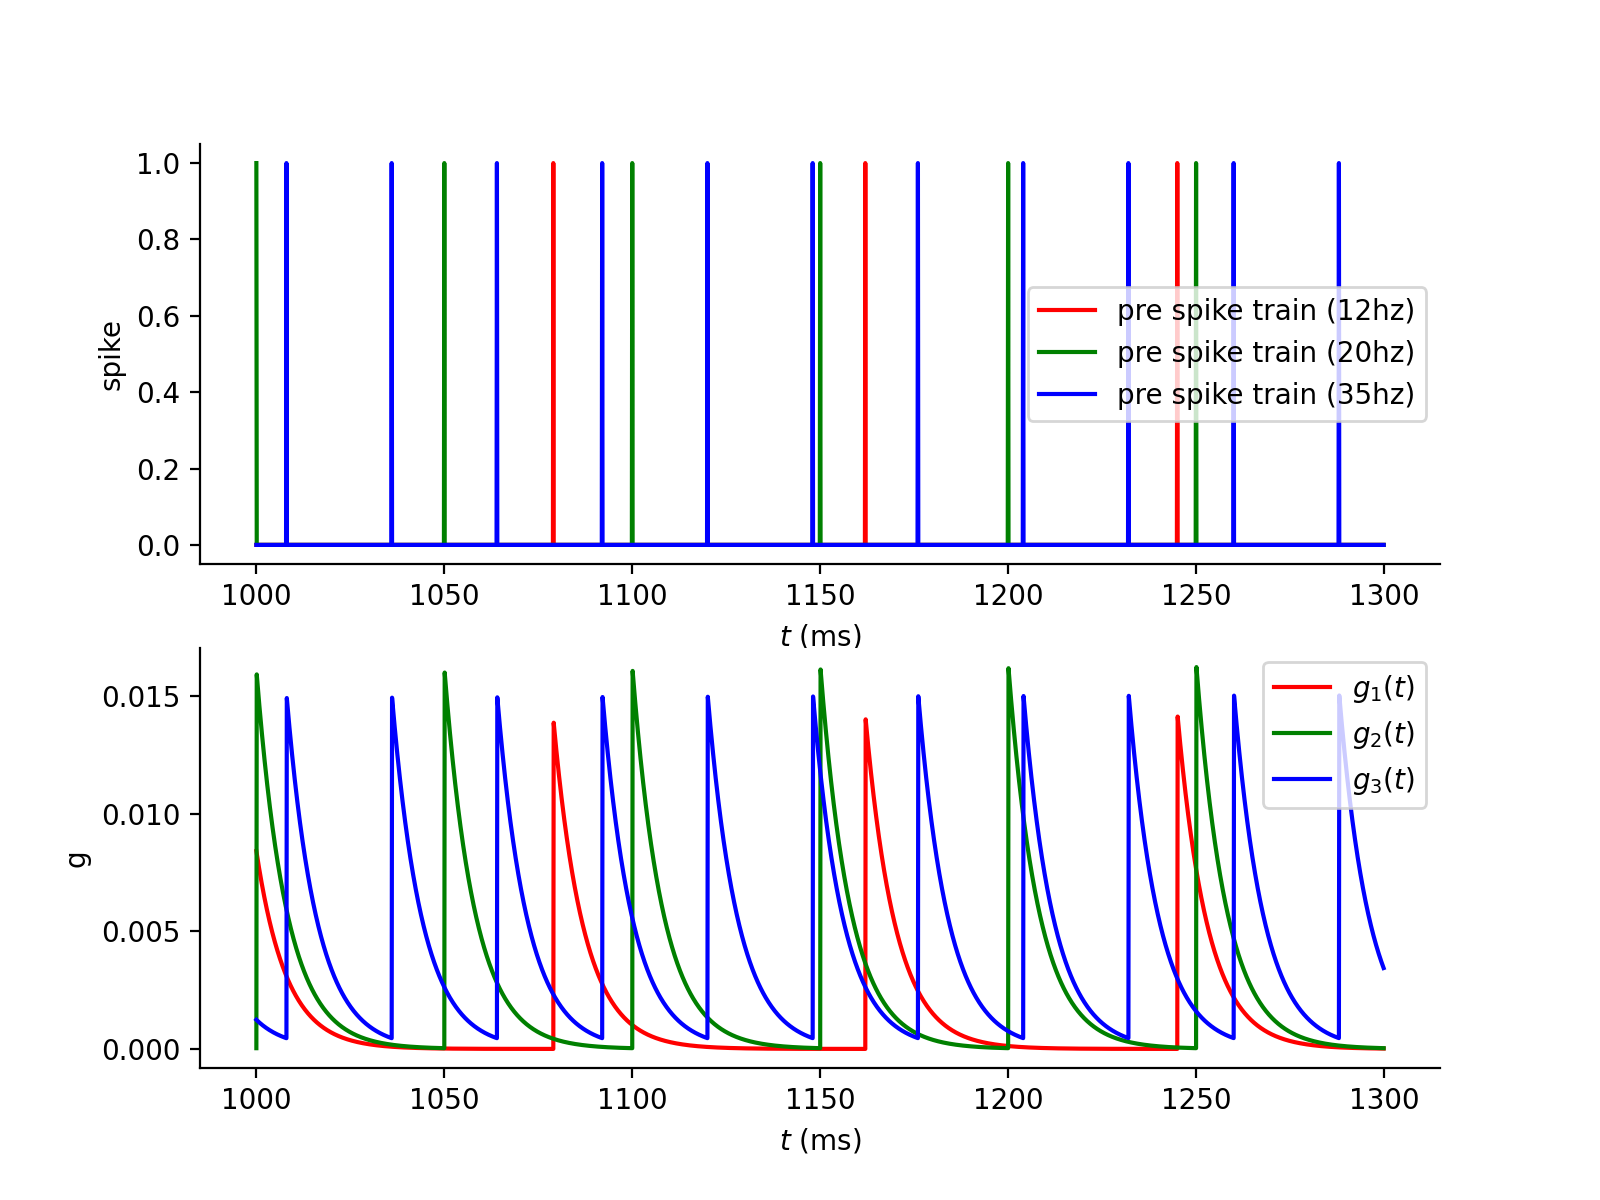 1.0
0.8
0.6
0.4
0.2
0.0
spike
pre spike train (12hz)
pre spike train (20hz)
pre spike train (35hz)
1000 1050 1100 1150 1200 1250 1300
t (ms)
0.015
0.010
0.005
0.000
g
g₁(t)
g₂(t)
g₃(t)
1000 1050 1100 1150 1200 1250 1300
t (ms)